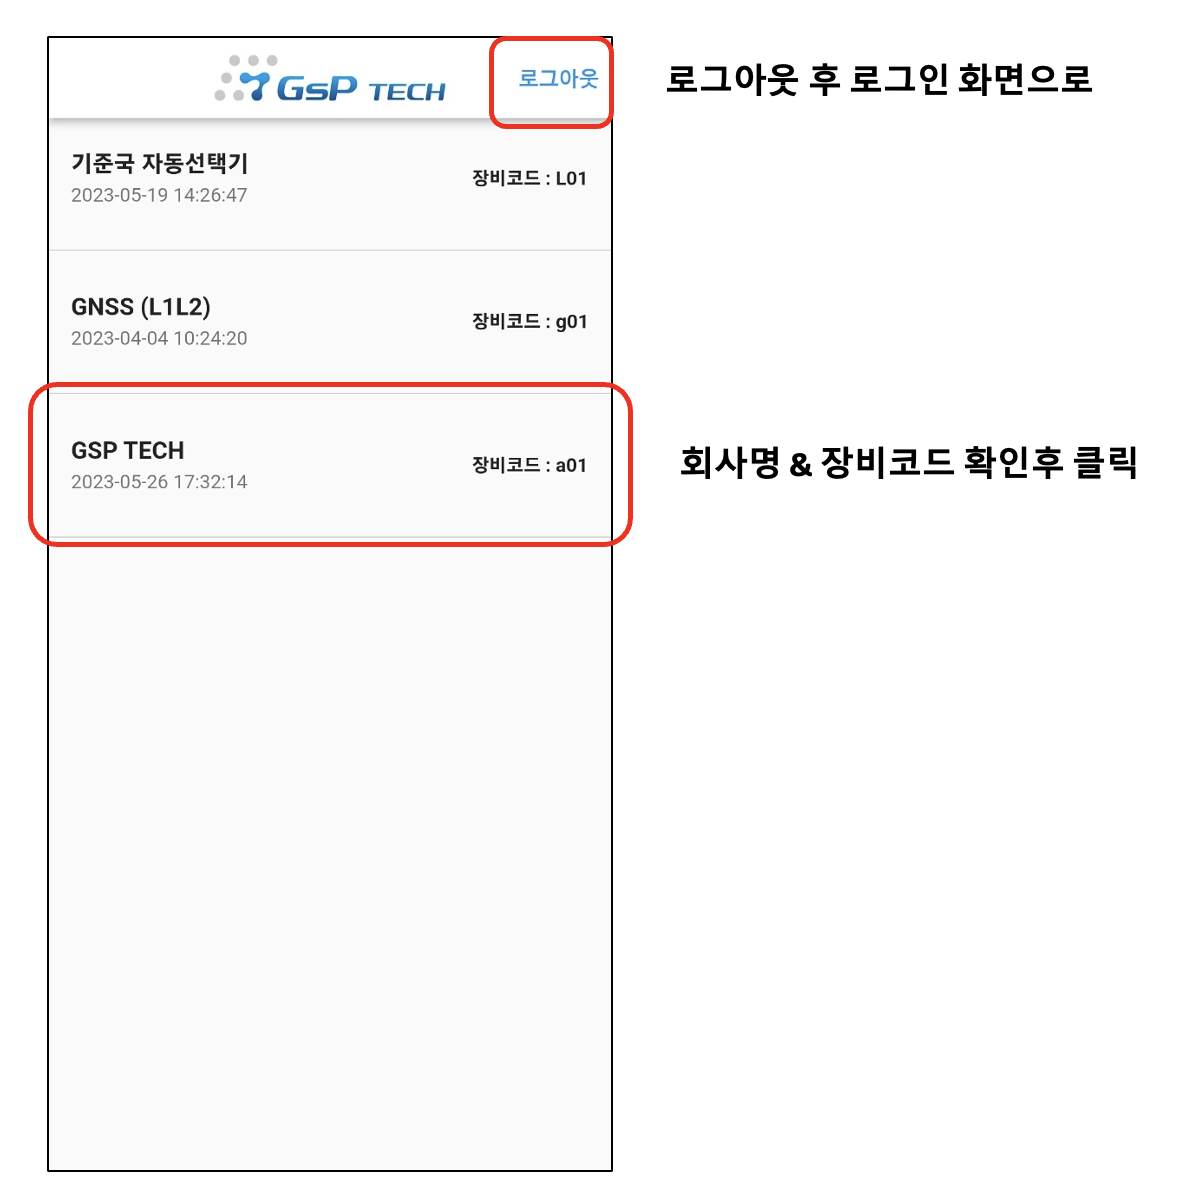 GSP TECH
로그아웃
로그아웃 후 로그인 화면으로
기준국 자동선택기
2023-05-19 14:26:47
장비코드 : L01
GNSS (L1L2)
2023-04-04 10:24:20
장비코드 : g01
GSP TECH
2023-05-26 17:32:14
장비코드 : a01
회사명 & 장비코드 확인후 클릭